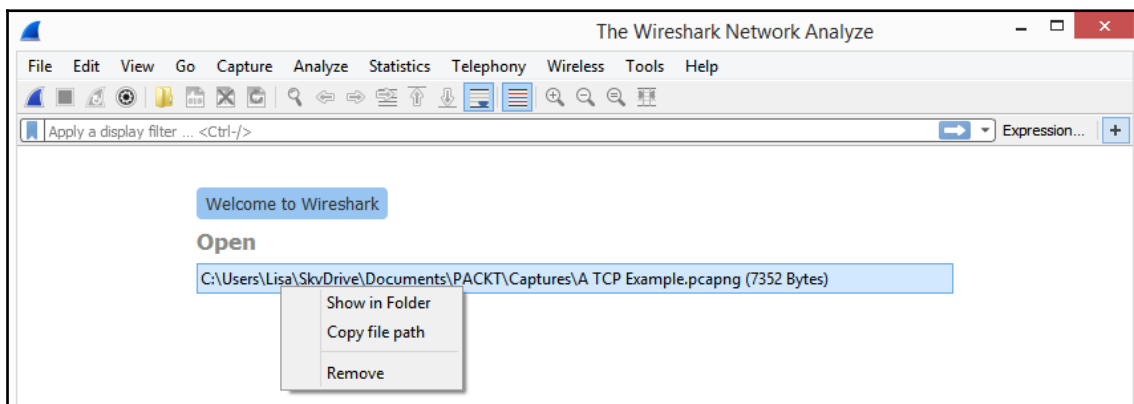 The Wireshark Network Analyze
File Edit View Go Capture Analyze Statistics Telephony Wireless Tools Help
Apply a display filter ... <Ctrl-/> Expression... +
Welcome to Wireshark
Open
C:\Users\Lisa\SkyDrive\Documents\PACKT\Captures\A TCP Example.pcapng (7352 Bytes)
Show in Folder
Copy file path
Remove